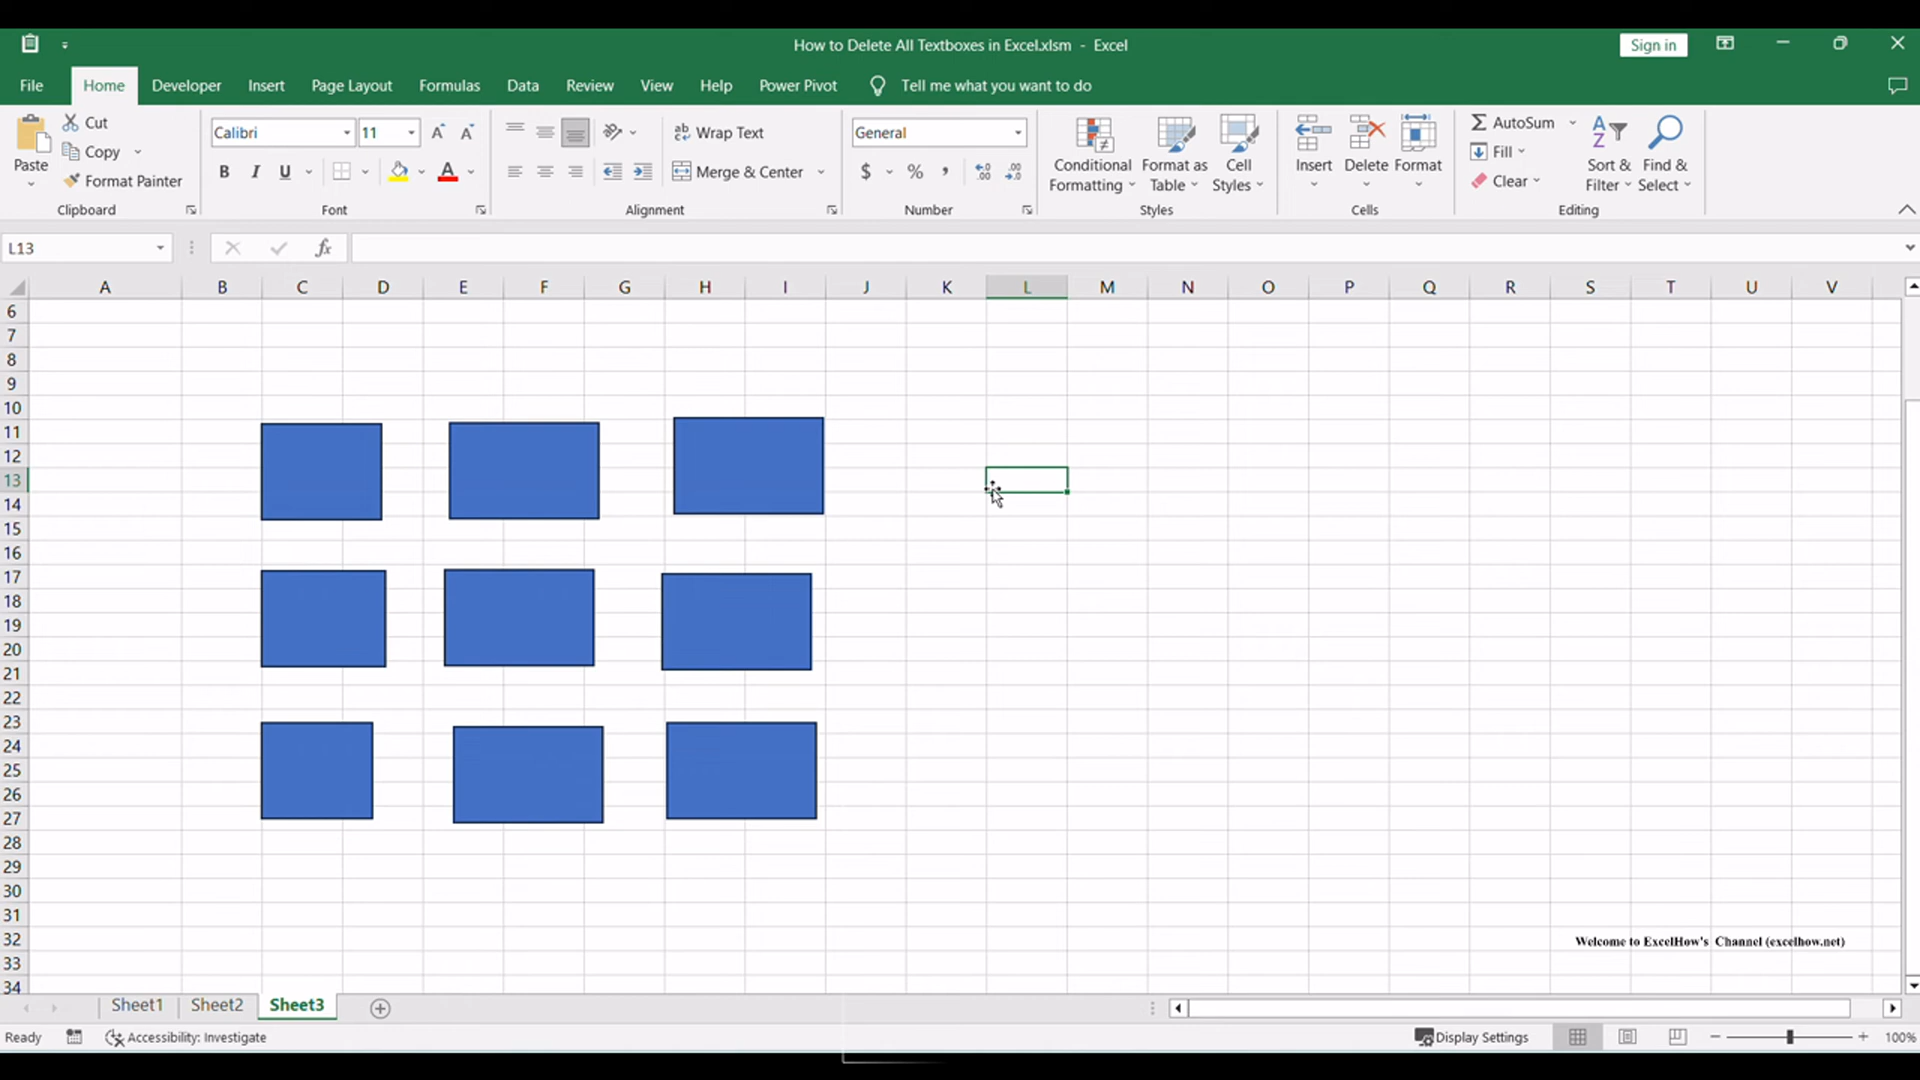 How to Delete All Textboxes in Excel.xlsm - Excel
Sign in
File Home Developer Insert Page Layout Formulas Data Review View Help Power Pivot Tell me what you want to do
Paste
Cut
Copy
Format Painter
Clipboard
Calibri 11
B I U
Font
Wrap Text
Merge & Center
Alignment
General
$ % ,
Number
Conditional Formatting
Format as Table
Cell Styles
Styles
Insert
Delete
Format
Cells
AutoSum
Fill
Clear
Sort & Filter
Find & Select
Editing
L13
fx
A B C D E F G H I J K L M N O P Q R S T U V
6
7
8
9
10
11
12
13
14
15
16
17
18
19
20
21
22
23
24
25
26
27
28
29
30
31
32
33
34
Welcome to ExcelHow's Channel (excelhow.net)
Sheet1 Sheet2 Sheet3
Ready Accessibility: Investigate Display Settings 100%